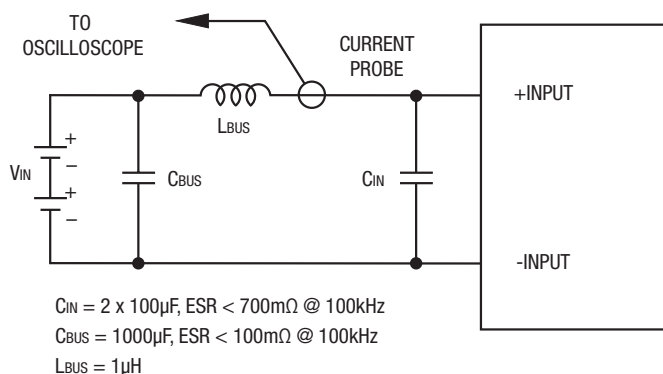 TO
OSCILLOSCOPE
CURRENT
PROBE
+INPUT
LBUS
+
VIN
−
+
−
CBUS
CIN
-INPUT
CIN = 2 x 100µF, ESR < 700mΩ @ 100kHz
CBUS = 1000µF, ESR < 100mΩ @ 100kHz
LBUS = 1µH